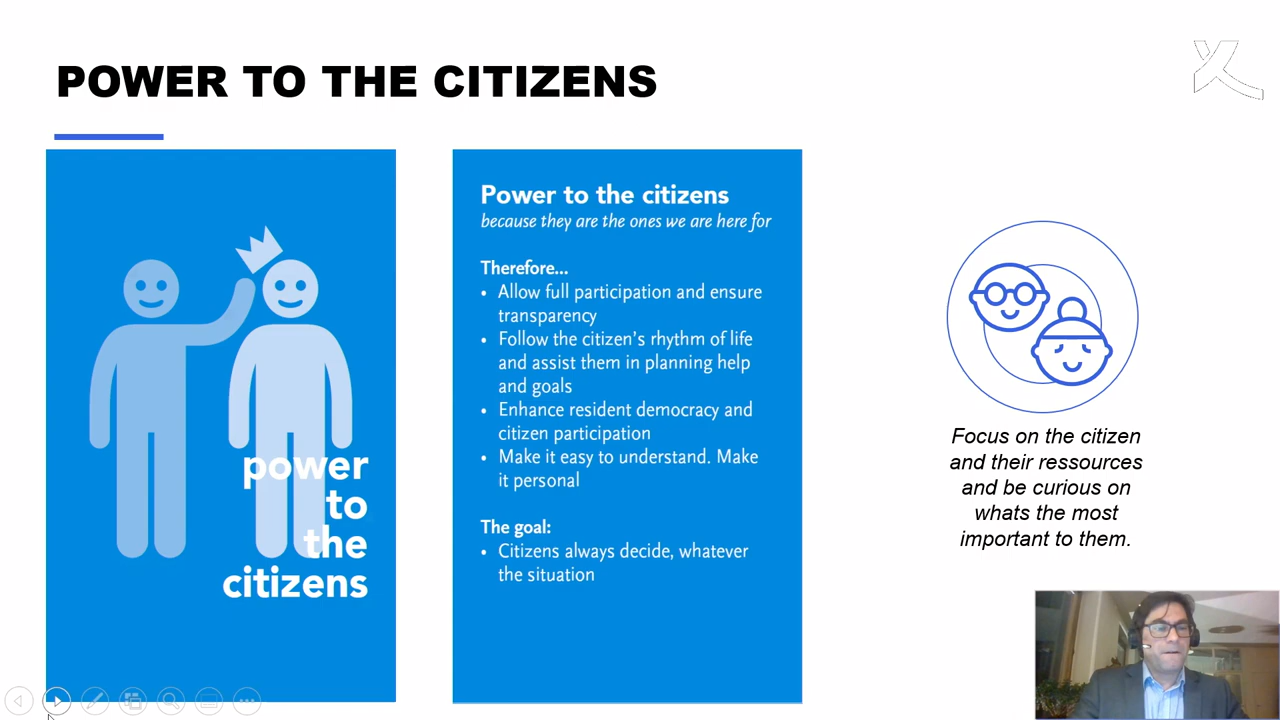 POWER TO THE CITIZENS
power
to
the
citizens
Power to the citizens
because they are the ones we are here for
Therefore...
• Allow full participation and ensure
transparency
• Follow the citizen's rhythm of life
and assist them in planning help
and goals
• Enhance resident democracy and
citizen participation
• Make it easy to understand. Make
it personal
The goal:
• Citizens always decide, whatever
the situation
Focus on the citizen
and their ressources
and be curious on
whats the most
important to them.